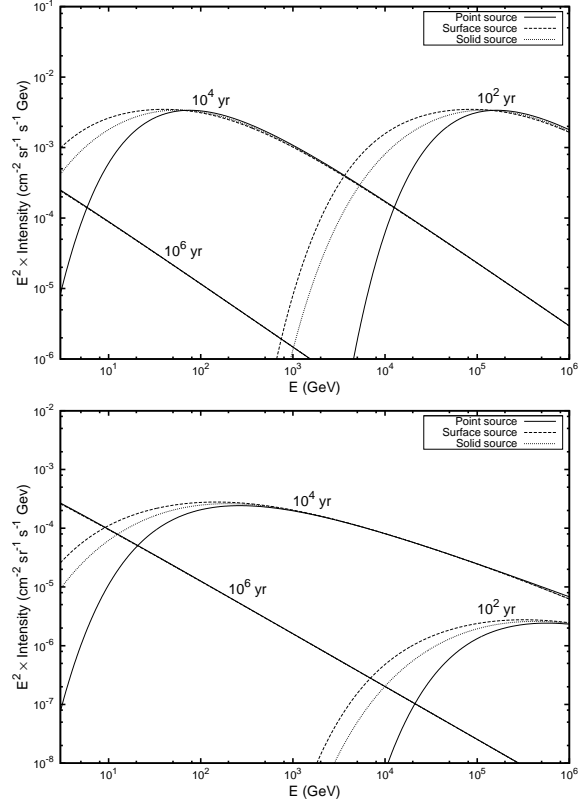 10^-1
Point source
Surface source
Solid source
10^-2
10^4 yr
10^2 yr
10^-3
10^-4
10^6 yr
10^-5
10^-6
E^2 × Intensity (cm^-2 sr^-1 s^-1 Gev)
10^1 10^2 10^3 10^4 10^5 10^6
E (GeV)
10^-2
Point source
Surface source
Solid source
10^-3
10^4 yr
10^-4
10^-5
10^6 yr
10^2 yr
10^-6
10^-7
10^-8
E^2 × Intensity (cm^-2 sr^-1 s^-1 Gev)
10^1 10^2 10^3 10^4 10^5 10^6
E (GeV)